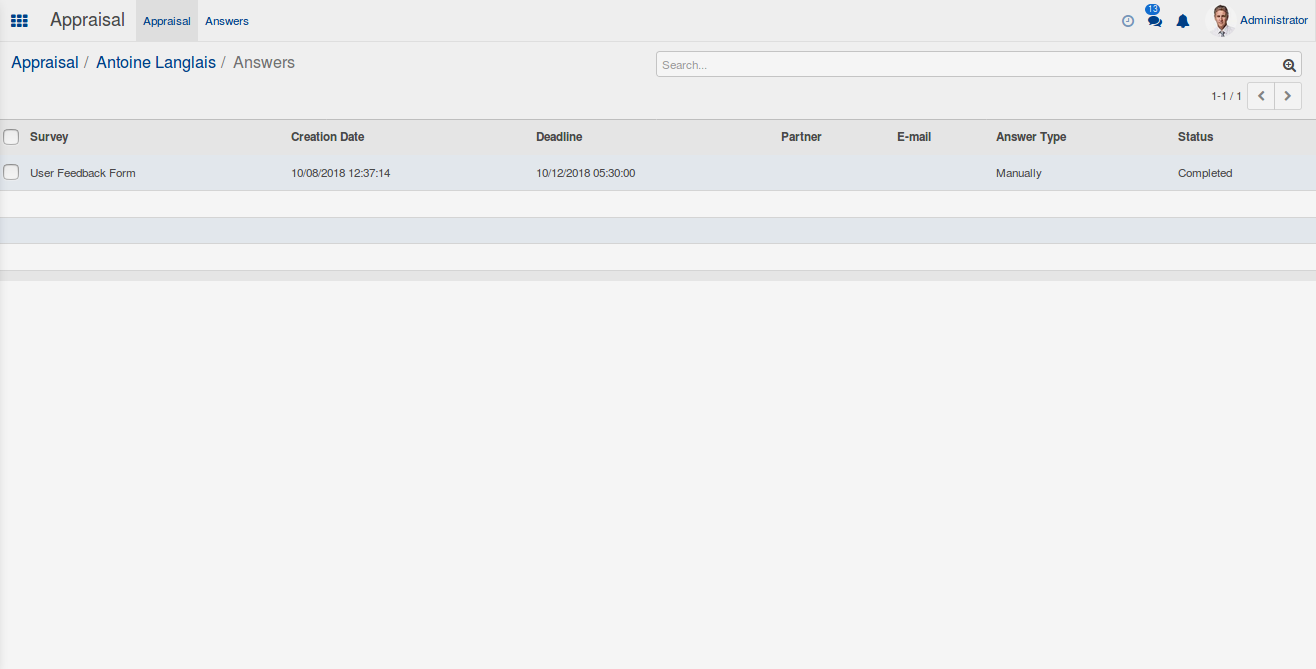 Appraisal Appraisal Answers 13 Administrator
Appraisal / Antoine Langlais / Answers
Search...
1-1 / 1
Survey Creation Date Deadline Partner E-mail Answer Type Status
User Feedback Form 10/08/2018 12:37:14 10/12/2018 05:30:00 Manually Completed